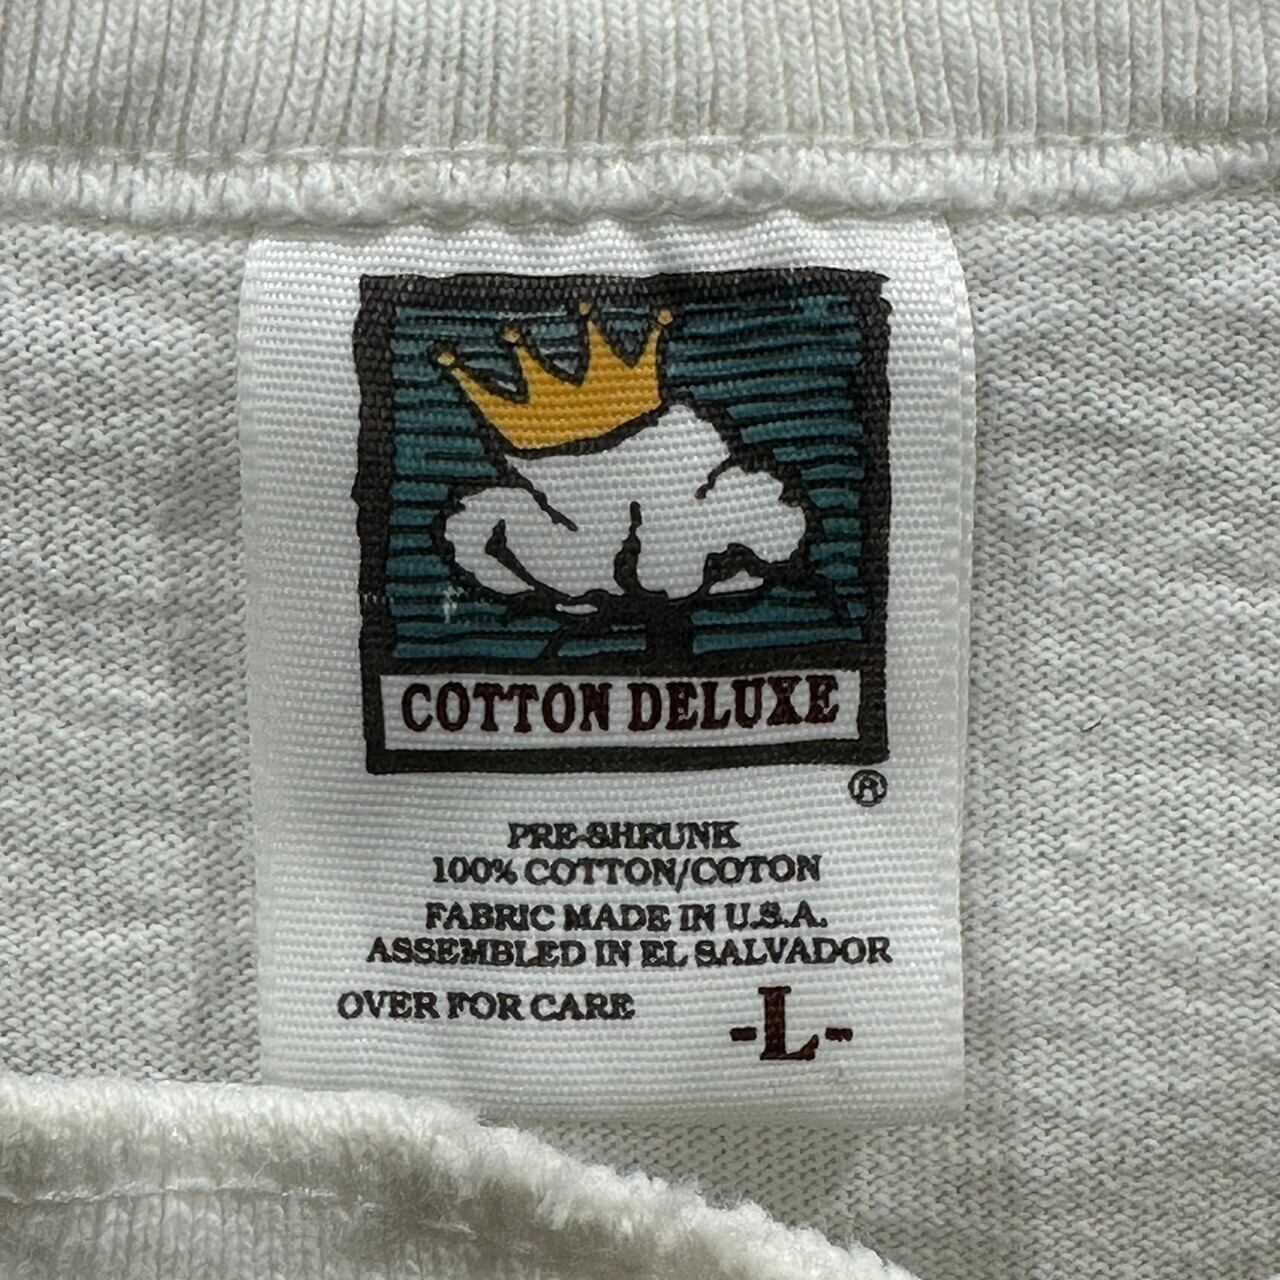 COTTON DELUXE
®
PRE-SHRUNK
100% COTTON/COTON
FABRIC MADE IN U.S.A.
ASSEMBLED IN EL SALVADOR
OVER FOR CARE
-L-